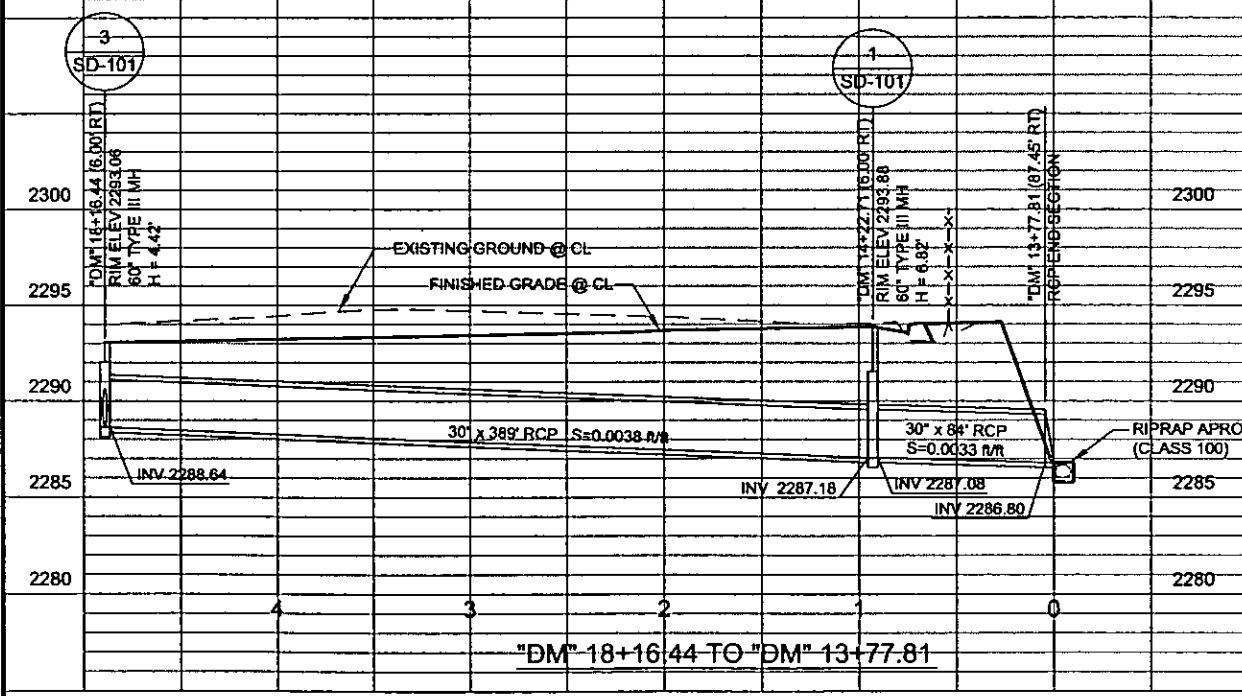 3
SD-101
1
SD-101
"DM" 18+16.44 (6.00' RT)
RIM ELEV 2293.06
60" TYPE III MH
H = 4.42'
"DM" 14+22.71 (6.00' RT)
RIM ELEV 2293.88
60" TYPE III MH
H = 6.82'
"DM" 13+77.81 (87.45' RT)
RCP END SECTION
2300
2300
EXISTING GROUND @ CL
FINISHED GRADE @ CL
2295
2295
2290
2290
30" X 389' RCP S=0.0038 ft/ft
30" x 84' RCP
S=0.0033 ft/ft
RIPRAP APRO
(CLASS 100)
INV 2288.64
INV 2287.18
INV 2287.08
INV 2286.80
2285
2285
2280
2280
4
3
2
1
0
"DM" 18+16.44 TO "DM" 13+77.81